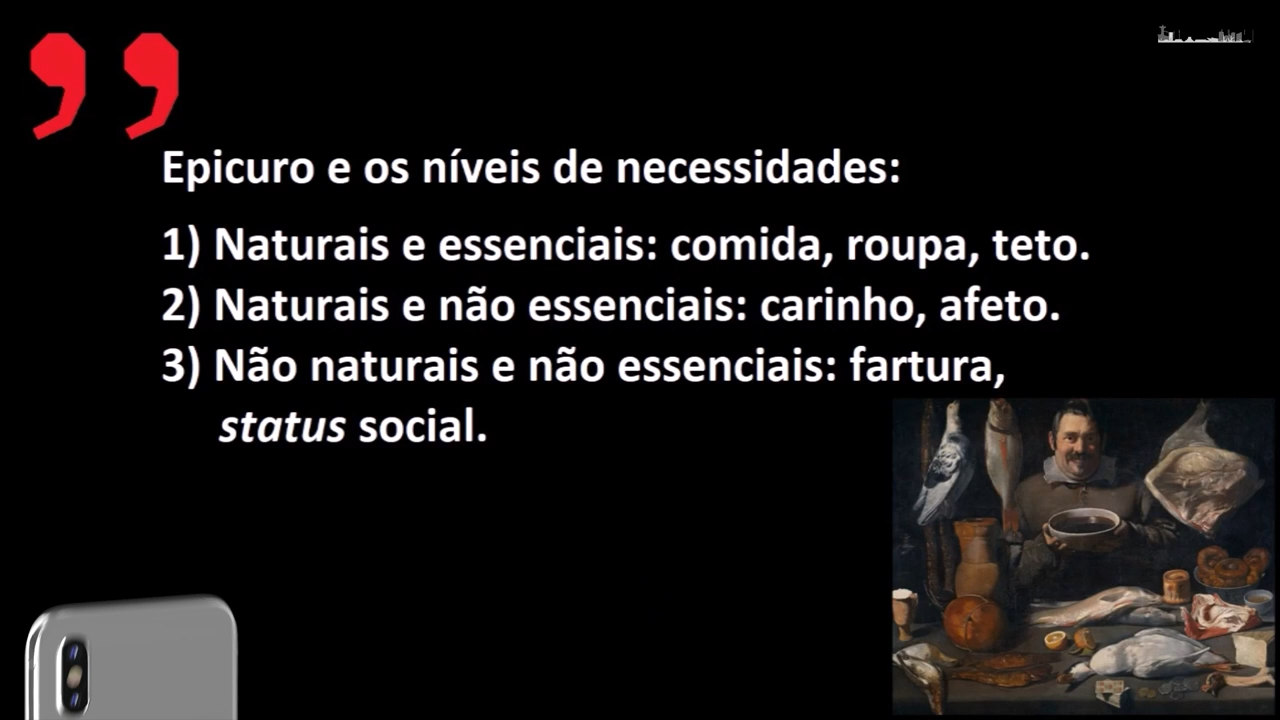 Epicuro e os níveis de necessidades:
1) Naturais e essenciais: comida, roupa, teto.
2) Naturais e não essenciais: carinho, afeto.
3) Não naturais e não essenciais: fartura,
status social.